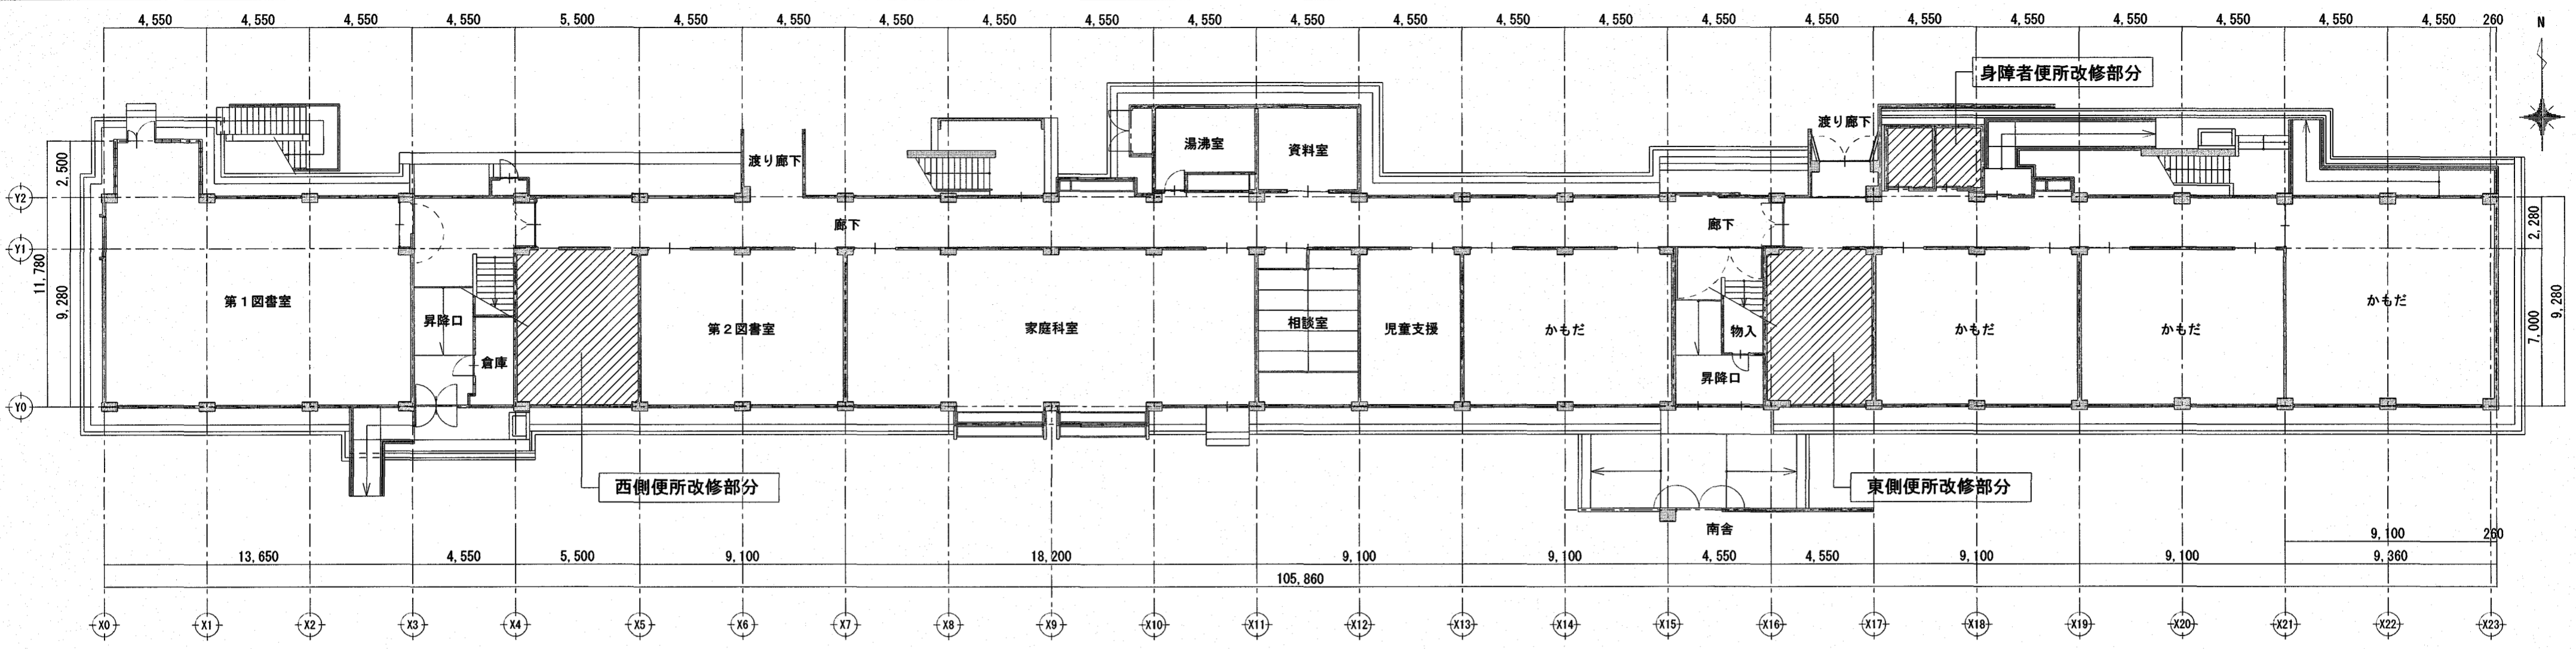 4,550 4,550 4,550 4,550 5,500 4,550 4,550 4,550 4,550 4,550 4,550 4,550 4,550 4,550 4,550 4,550 4,550 4,550 4,550 4,550 4,550 4,550 4,550 260 N
身障者便所改修部分
渡り廊下
湯沸室
資料室
渡り廊下
2,500
Y2
廊下
廊下
2,280
Y1
11,780
9,280
第1図書室
昇降口
倉庫
第2図書室
家庭科室
相談室
児童支援
かもだ
物入
昇降口
かもだ
かもだ
かもだ
7,000
9,280
Y0
西側便所改修部分
東側便所改修部分
南舎
9,100 260
13,650 4,550 5,500 9,100 18,200 9,100 9,100 4,550 4,550 9,100 9,100 9,360
105,860
X0 X1 X2 X3 X4 X5 X6 X7 X8 X9 X10 X11 X12 X13 X14 X15 X16 X17 X18 X19 X20 X21 X22 X23